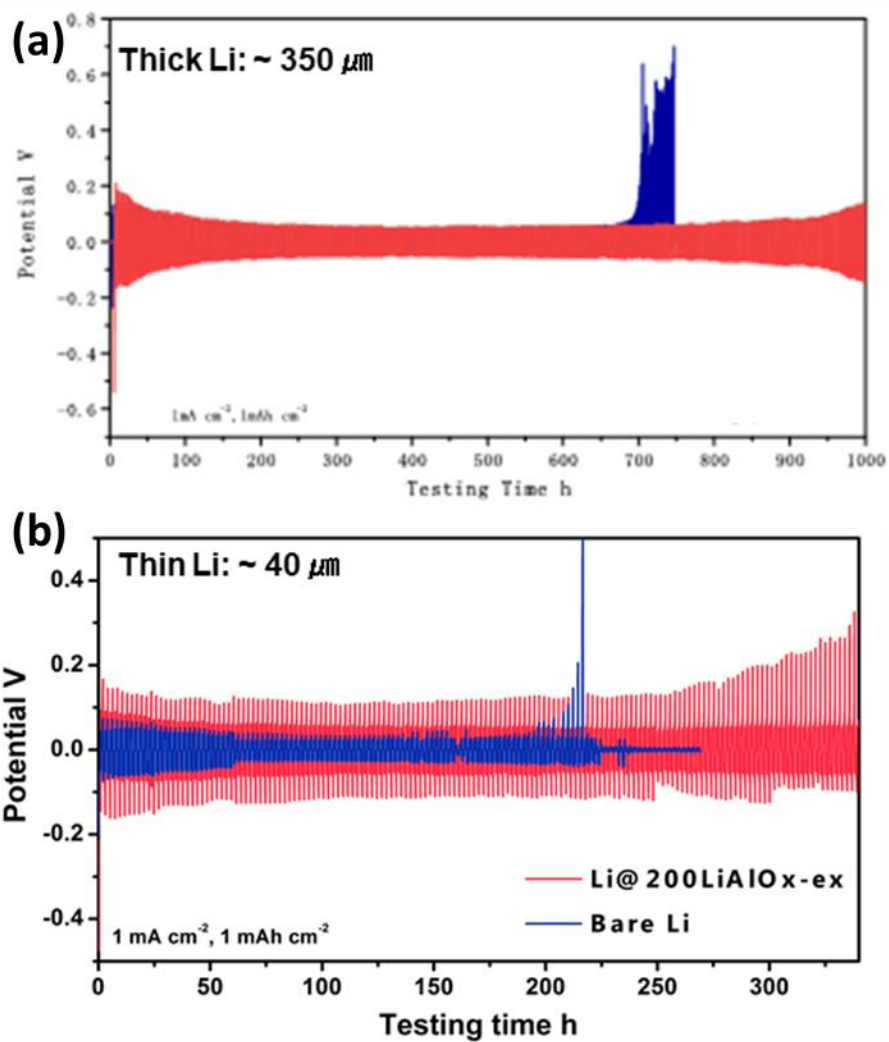 (a)
Thick Li: ~ 350 ㎛
0.8
0.6
0.4
0.2
0.0
-0.2
-0.4
-0.6
Potential V
1mA cm⁻², 1mAh cm⁻²
0 100 200 300 400 500 600 700 800 900 1000
Testing Time h
(b)
Thin Li: ~ 40 ㎛
0.4
0.2
0.0
-0.2
-0.4
Potential V
Li@200LiAlOx-ex
Bare Li
1 mA cm⁻², 1 mAh cm⁻²
0 50 100 150 200 250 300
Testing time h